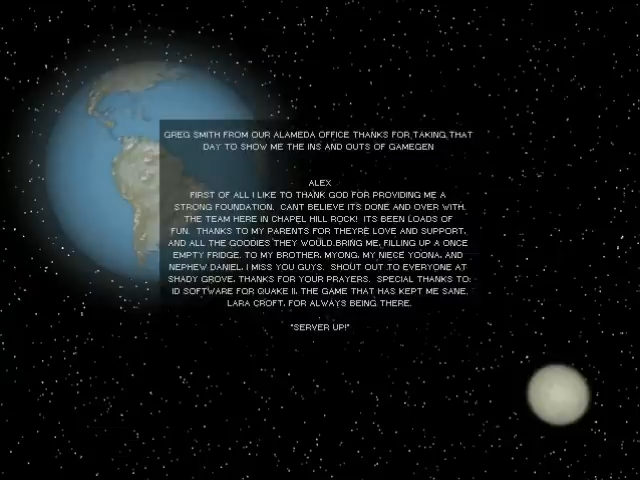 GREG SMITH FROM OUR ALAMEDA OFFICE THANKS FOR TAKING THAT
DAY TO SHOW ME THE INS AND OUTS OF GAMEGEN
ALEX
FIRST OF ALL I LIKE TO THANK GOD FOR PROVIDING ME A
STRONG FOUNDATION. CANT BELIEVE ITS DONE AND OVER WITH.
THE TEAM HERE IN CHAPEL HILL ROCK! ITS BEEN LOADS OF
FUN. THANKS TO MY PARENTS FOR THEYRE LOVE AND SUPPORT,
AND ALL THE GOODIES THEY WOULD BRING ME, FILLING UP A ONCE
EMPTY FRIDGE. TO MY BROTHER, MYONG, MY NIECE YOONA, AND
NEPHEW DANIEL, I MISS YOU GUYS. SHOUT OUT TO EVERYONE AT
SHADY GROVE, THANKS FOR YOUR PRAYERS. SPECIAL THANKS TO:
ID SOFTWARE FOR QUAKE II, THE GAME THAT HAS KEPT ME SANE.
LARA CROFT, FOR ALWAYS BEING THERE.
"SERVER UP!"